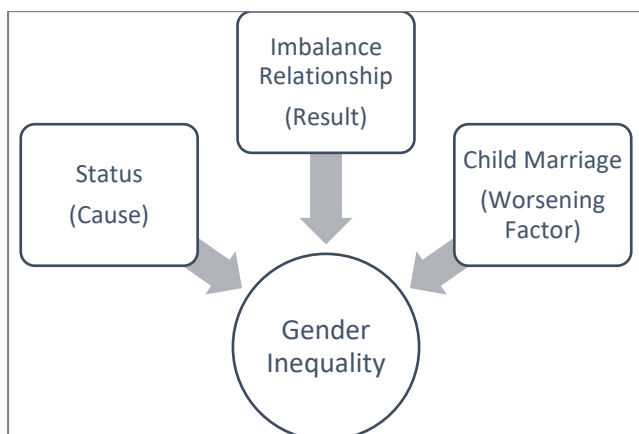 Imbalance
Relationship
(Result)
Status
(Cause)
Child Marriage
(Worsening
Factor)
Gender
Inequality